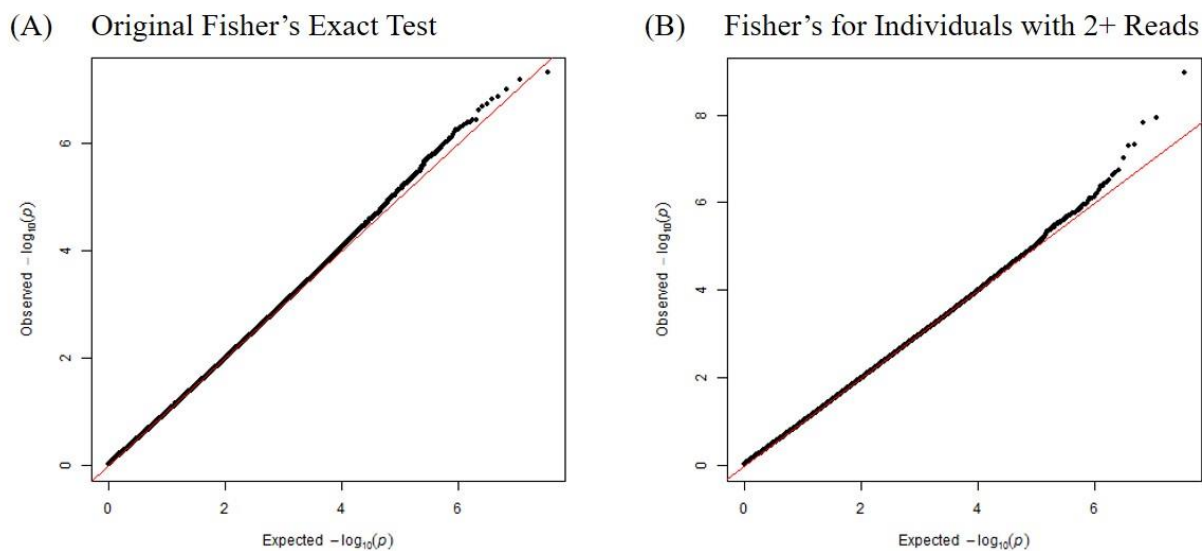 (A) Original Fisher’s Exact Test
Observed −log10(p)
6
4
2
0
0 2 4 6
Expected −log10(p)
(B) Fisher’s for Individuals with 2+ Reads
Observed −log10(p)
8
6
4
2
0
0 2 4 6
Expected −log10(p)